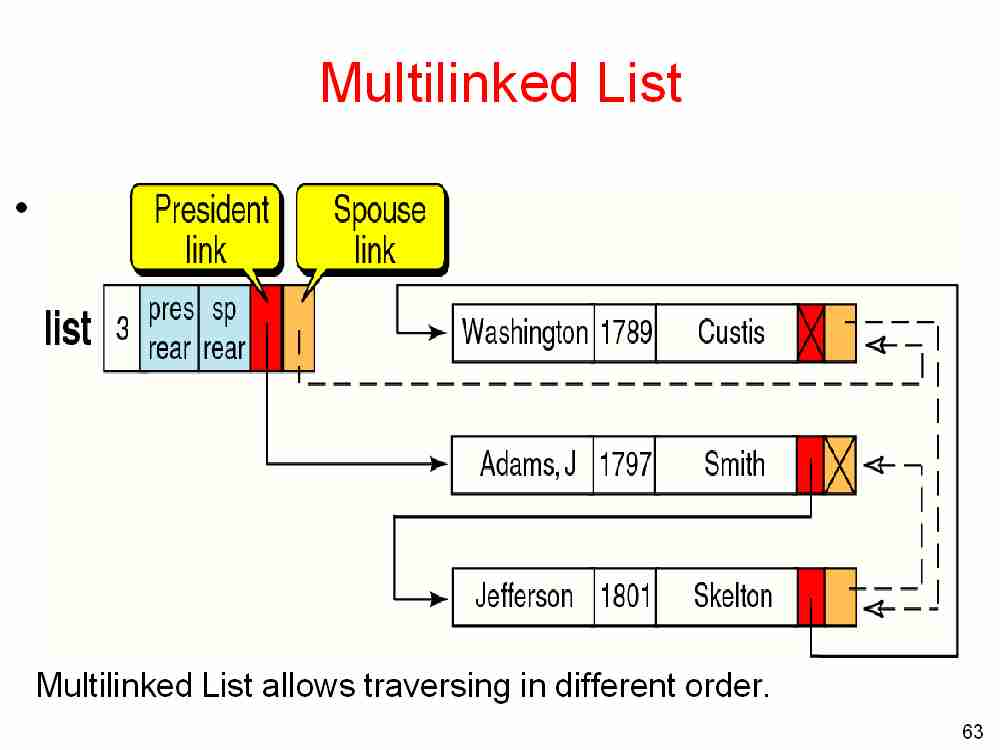 Multilinked List
•
President
link
Spouse
link
list
3
pres
rear
sp
rear
Washington 1789 Custis
Adams, J 1797 Smith
Jefferson 1801 Skelton
Multilinked List allows traversing in different order.
63